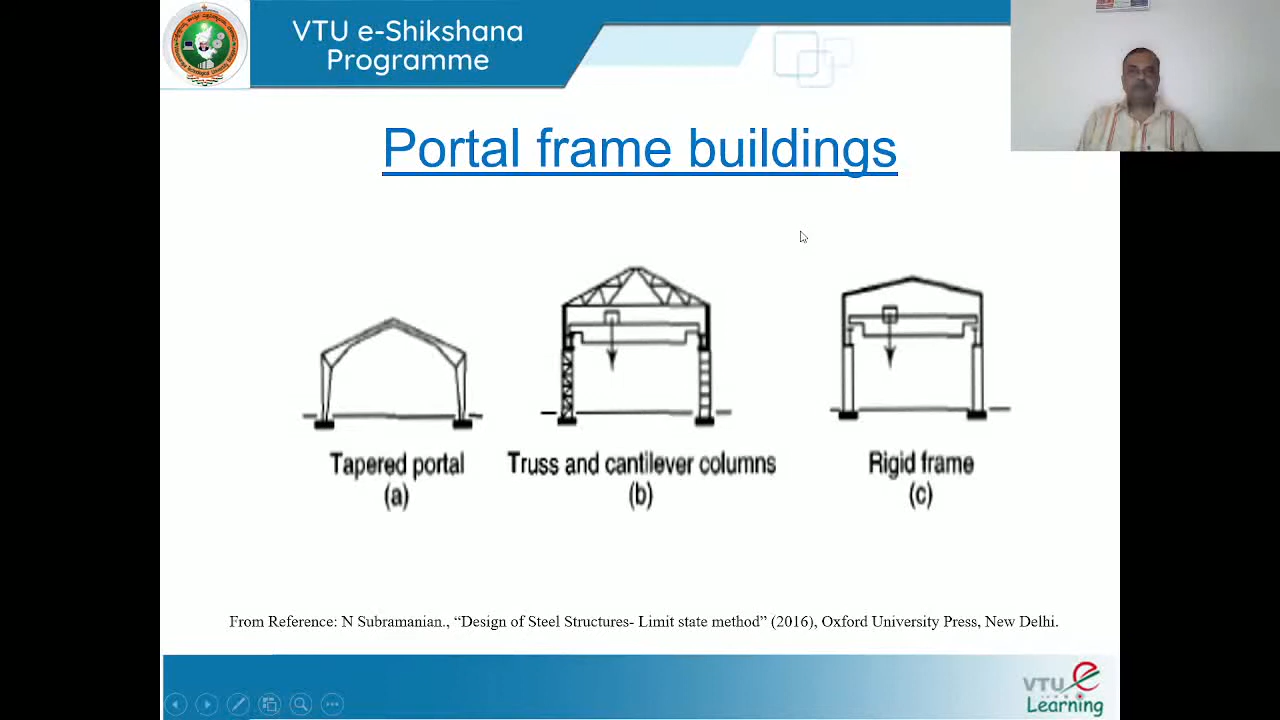 VTU e-Shikshana
Programme
Portal frame buildings
Tapered portal
(a)
Truss and cantilever columns
(b)
Rigid frame
(c)
From Reference: N Subramanian., “Design of Steel Structures- Limit state method” (2016), Oxford University Press, New Delhi.
VTU e
Learning